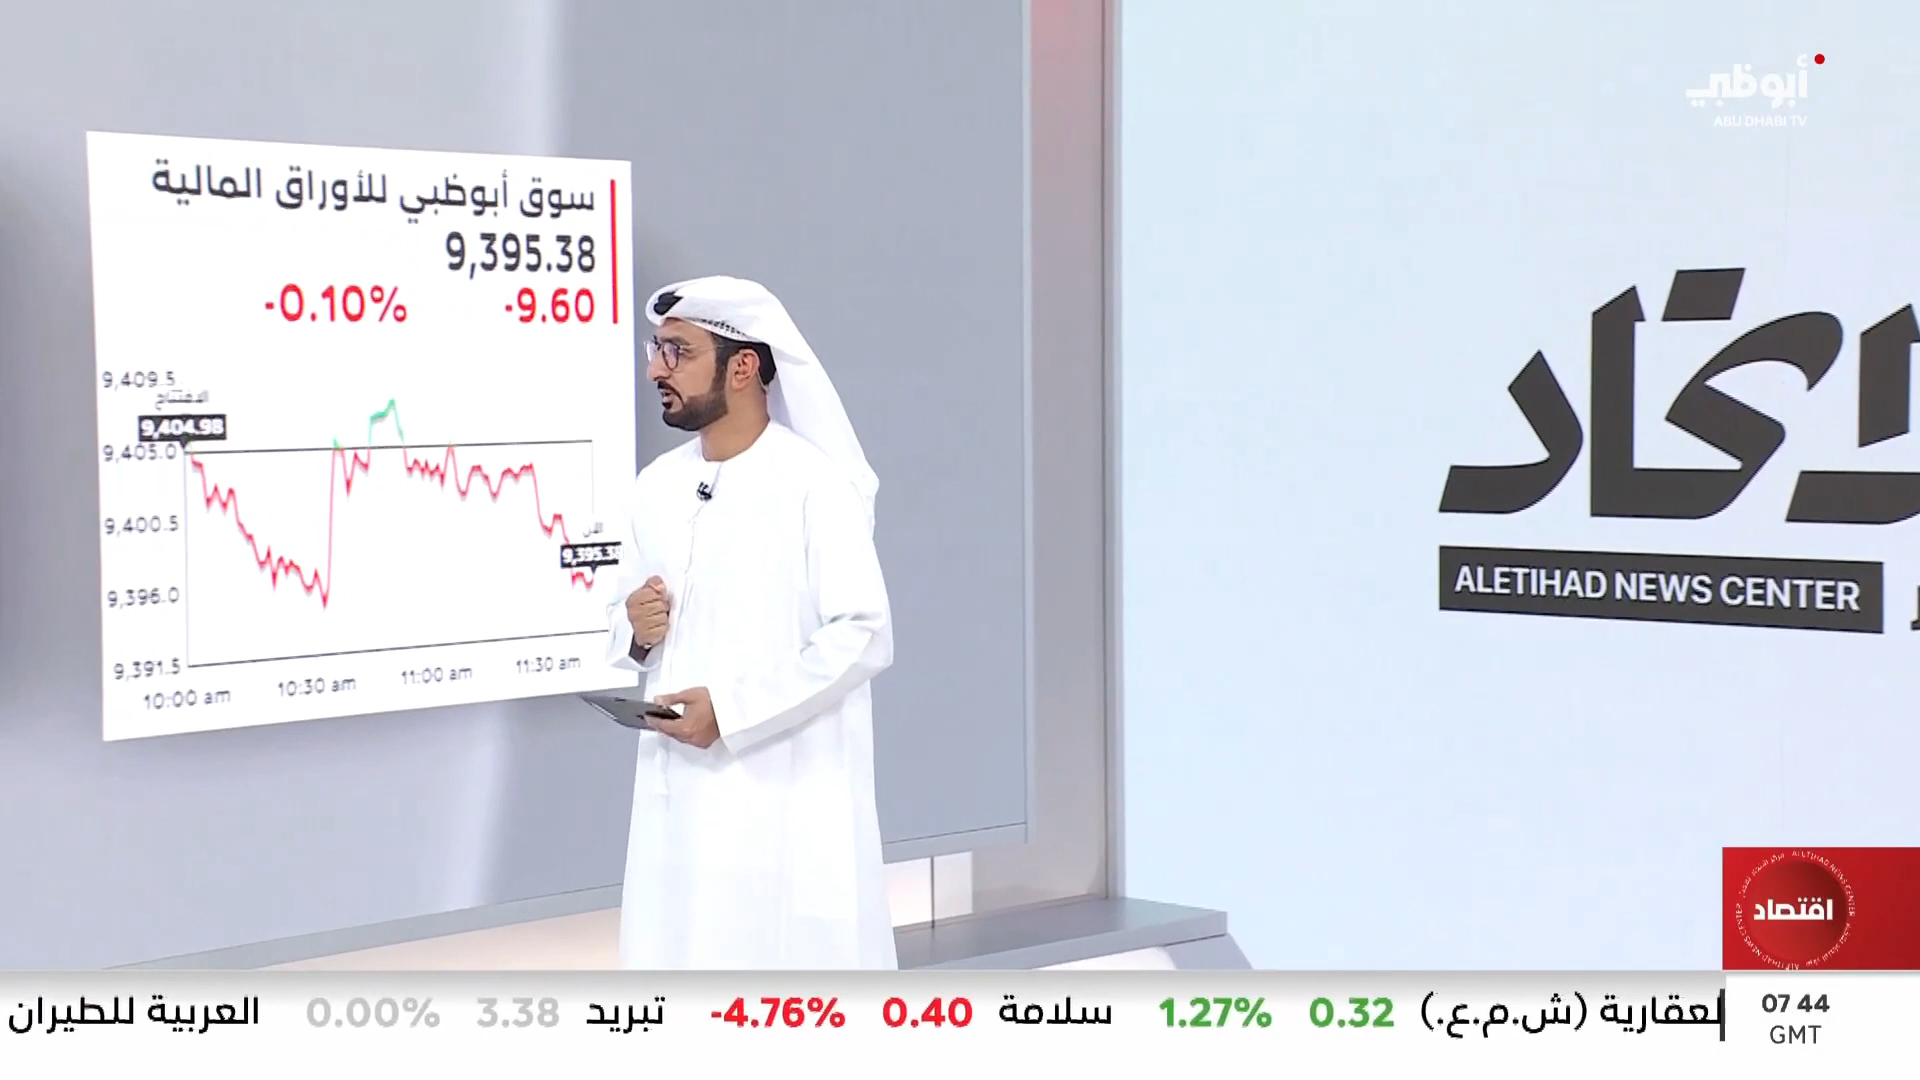 أبوظبي
ABU DHABI TV
سوق أبوظبي للأوراق المالية
9,395.38
-9.60 -0.10%
9,409.5
الافتتاح
9,404.98
9,405.0
9,400.5
الآن
9,395.38
9,396.0
9,391.5
10:00 am 10:30 am 11:00 am 11:30 am
ALETIHAD NEWS CENTER
اقتصاد
لعقارية (ش.م.ع.) 0.32 1.27% سلامة 0.40 -4.76% تبريد 3.38 0.00% العربية للطيران
07 44
GMT